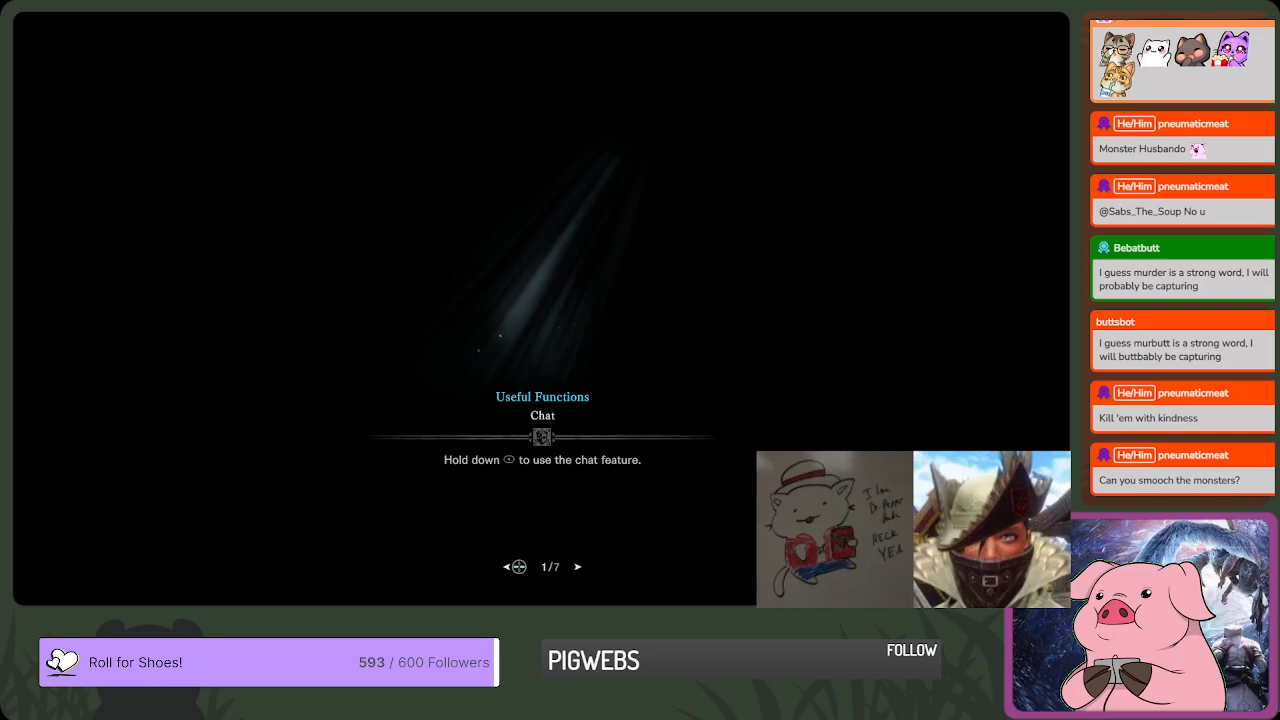 He/Him pneumaticmeat
Monster Husbando
He/Him pneumaticmeat
@Sabs_The_Soup No u
Bebatbutt
I guess murder is a strong word, I will
probably be capturing
buttsbot
I guess murbutt is a strong word, I
will buttbably be capturing
He/Him pneumaticmeat
Kill 'em with kindness
He/Him pneumaticmeat
Can you smooch the monsters?
Useful Functions
Chat
Hold down to use the chat feature.
1/7
HECK
YEA
Roll for Shoes!
593 / 600 Followers
PIGWEBS
FOLLOW